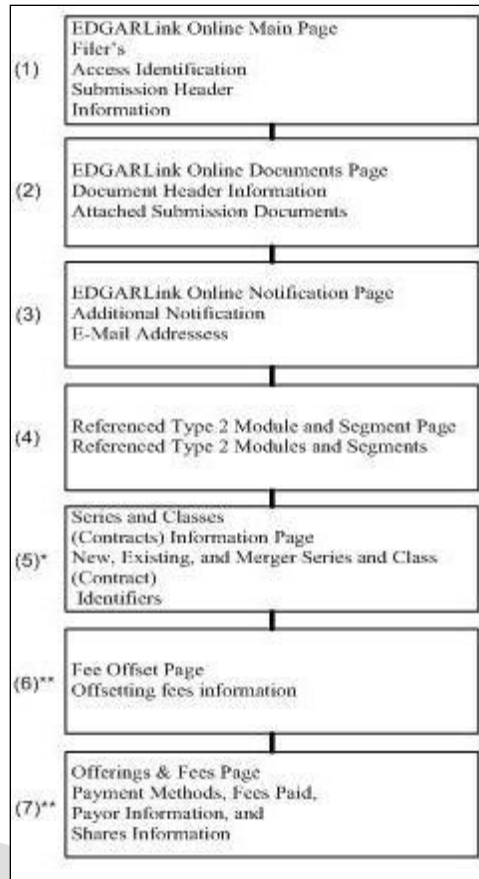 EDGARLink Online Main Page
Filer's
(1) Access Identification
Submission Header
Information
EDGARLink Online Documents Page
(2) Document Header Information
Attached Submission Documents
EDGARLink Online Notification Page
(3) Additional Notification
E-Mail Addressess
(4) Referenced Type 2 Module and Segment Page
Referenced Type 2 Modules and Segments
Series and Classes
(Contracts) Information Page
(5)* New, Existing, and Merger Series and Class
(Contract)
Identifiers
Fee Offset Page
(6)** Offsetting fees information
Offerings & Fees Page
Payment Methods, Fees Paid,
(7)** Payor Information, and
Shares Information